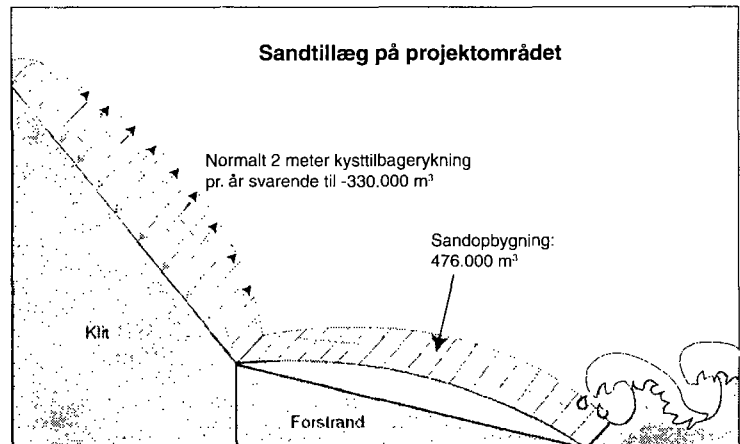 Sandtillæg på projektområdet
Normalt 2 meter kysttilbagerykning
pr. år svarende til -330.000 m³
Sandopbygning:
476.000 m³
Klit
Forstrand